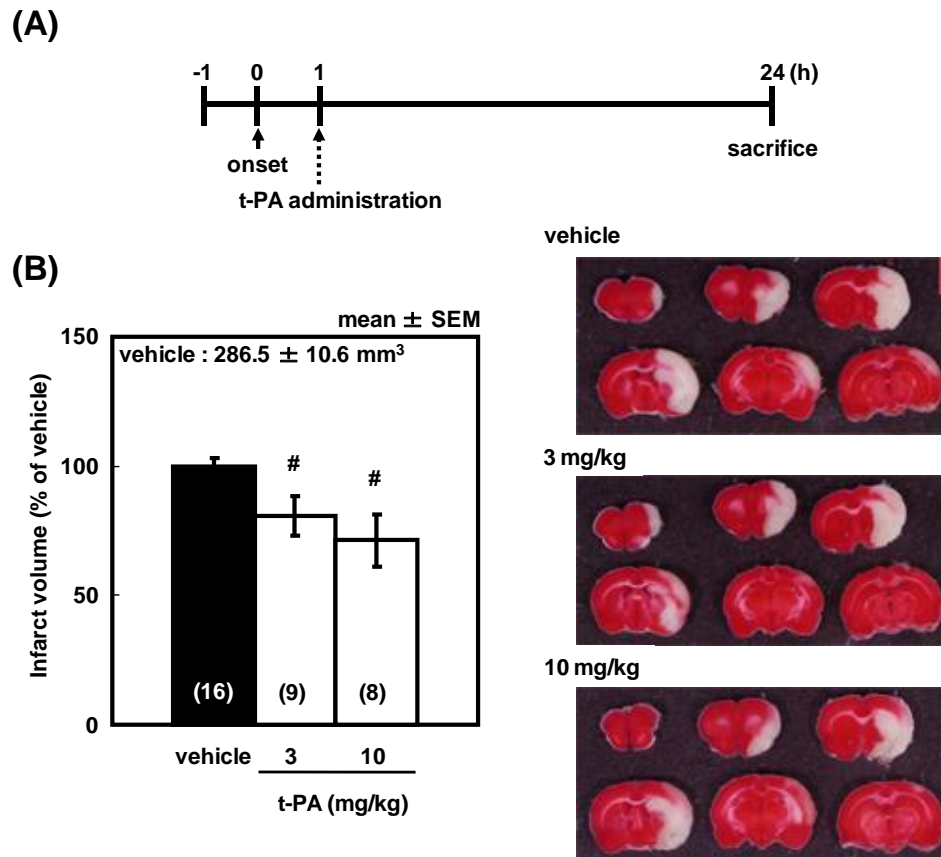 (A)
-1 0 1 24 (h)
onset sacrifice
t-PA administration
(B)
mean ± SEM
vehicle : 286.5 ± 10.6 mm³
Infarct volume (% of vehicle)
150
100
50
0
# #
(16) (9) (8)
vehicle 3 10
t-PA (mg/kg)
vehicle
3 mg/kg
10 mg/kg